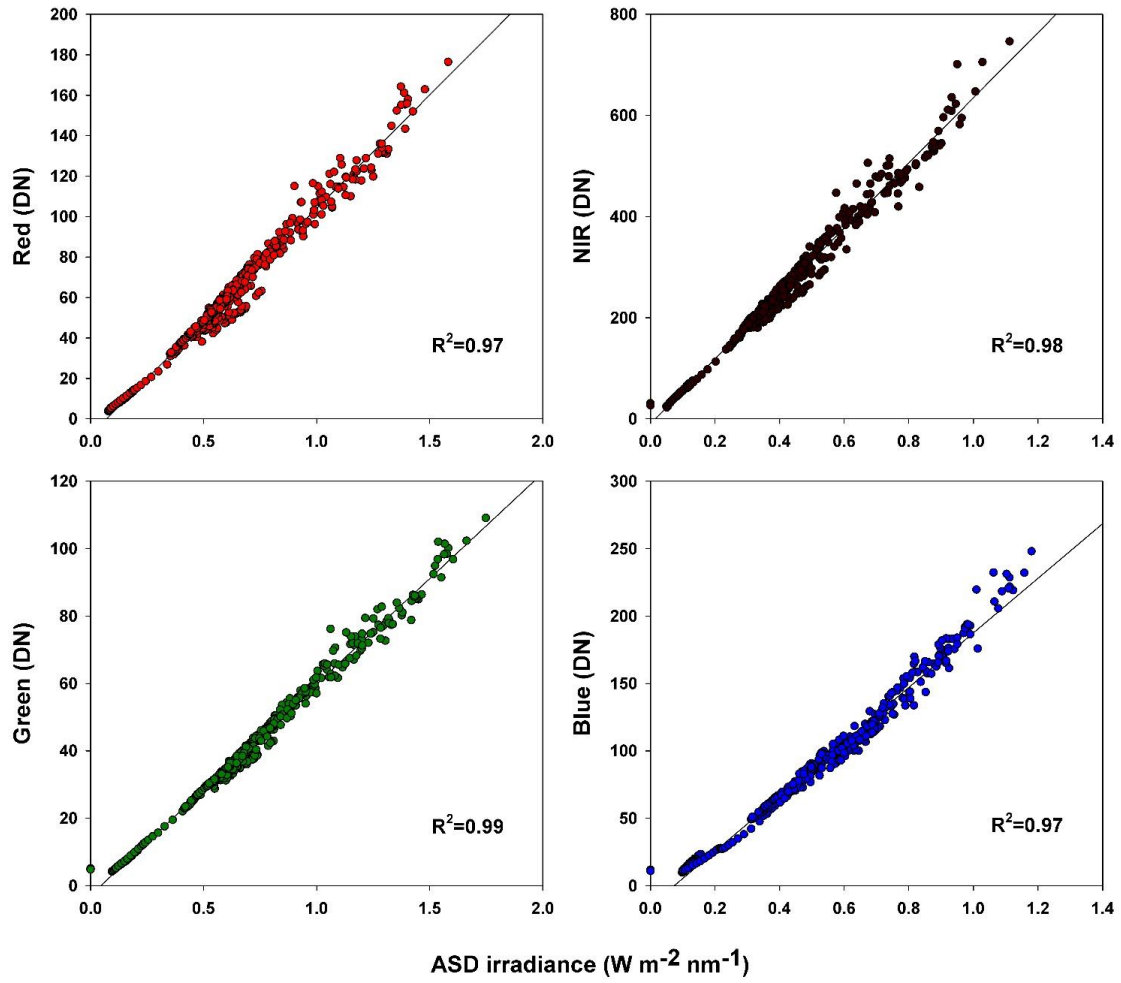 200
180
160
140
120
100
80
60
40
20
0
Red (DN)
R²=0.97
0.0 0.5 1.0 1.5 2.0
800
600
400
200
0
NIR (DN)
R²=0.98
0.0 0.2 0.4 0.6 0.8 1.0 1.2 1.4
120
100
80
60
40
20
0
Green (DN)
R²=0.99
0.0 0.5 1.0 1.5 2.0
300
250
200
150
100
50
0
Blue (DN)
R²=0.97
0.0 0.2 0.4 0.6 0.8 1.0 1.2 1.4
ASD irradiance (W m⁻² nm⁻¹)